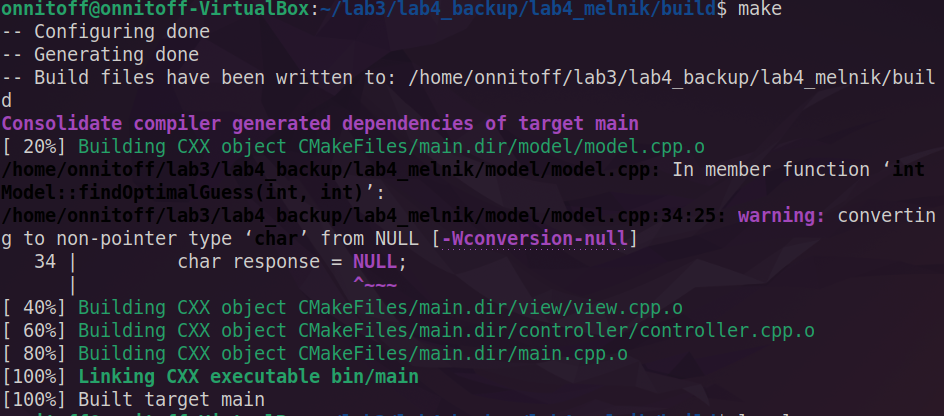 onnitoff@onnitoff-VirtualBox:~/lab3/lab4_backup/lab4_melnik/build$ make
-- Configuring done
-- Generating done
-- Build files have been written to: /home/onnitoff/lab3/lab4_backup/lab4_melnik/buil
d
Consolidate compiler generated dependencies of target main
[ 20%] Building CXX object CMakeFiles/main.dir/model/model.cpp.o
/home/onnitoff/lab3/lab4_backup/lab4_melnik/model/model.cpp: In member function ‘int
Model::findOptimalGuess(int, int)’:
/home/onnitoff/lab3/lab4_backup/lab4_melnik/model/model.cpp:34:25: warning: convertin
g to non-pointer type ‘char’ from NULL [-Wconversion-null]
   34 |         char response = NULL;
      |                         ^~~~
[ 40%] Building CXX object CMakeFiles/main.dir/view/view.cpp.o
[ 60%] Building CXX object CMakeFiles/main.dir/controller/controller.cpp.o
[ 80%] Building CXX object CMakeFiles/main.dir/main.cpp.o
[100%] Linking CXX executable bin/main
[100%] Built target main